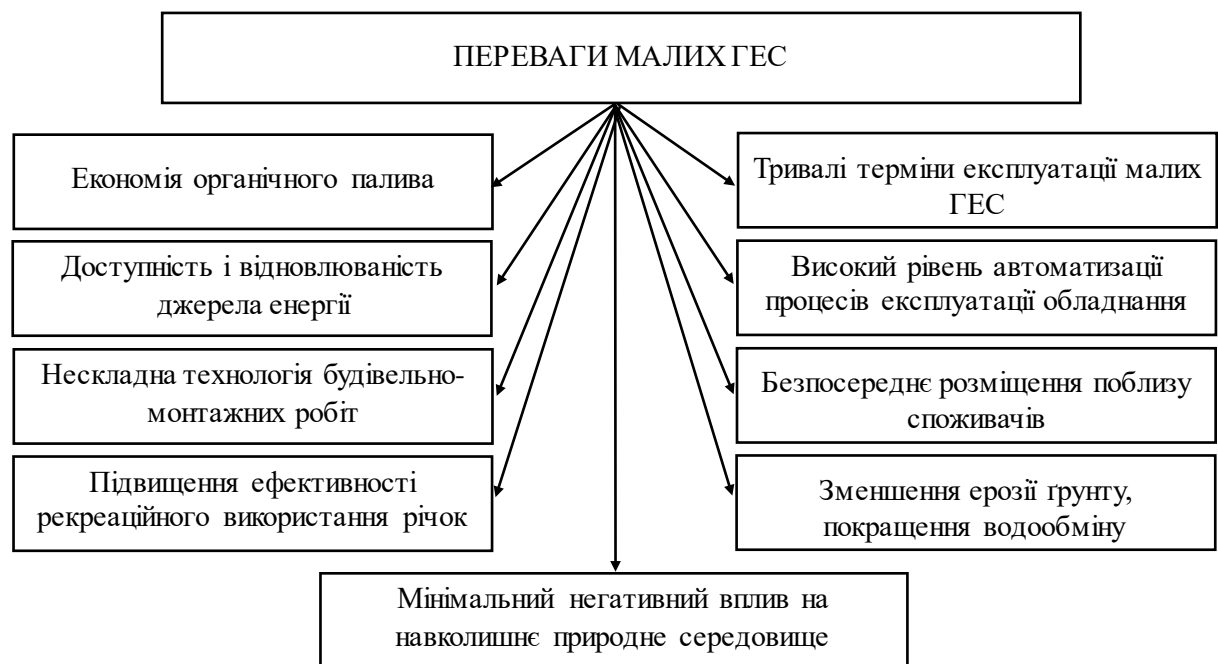 ПЕРЕВАГИ МАЛИХ ГЕС
Економія органічного палива
Доступність і відновлюваність
джерела енергії
Нескладна технологія будівельно-
монтажних робіт
Підвищення ефективності
рекреаційного використання річок
Тривалі терміни експлуатації малих
ГЕС
Високий рівень автоматизації
процесів експлуатації обладнання
Безпосереднє розміщення поблизу
споживачів
Зменшення ерозії ґрунту,
покращення водообміну
Мінімальний негативний вплив на
навколишнє природне середовище